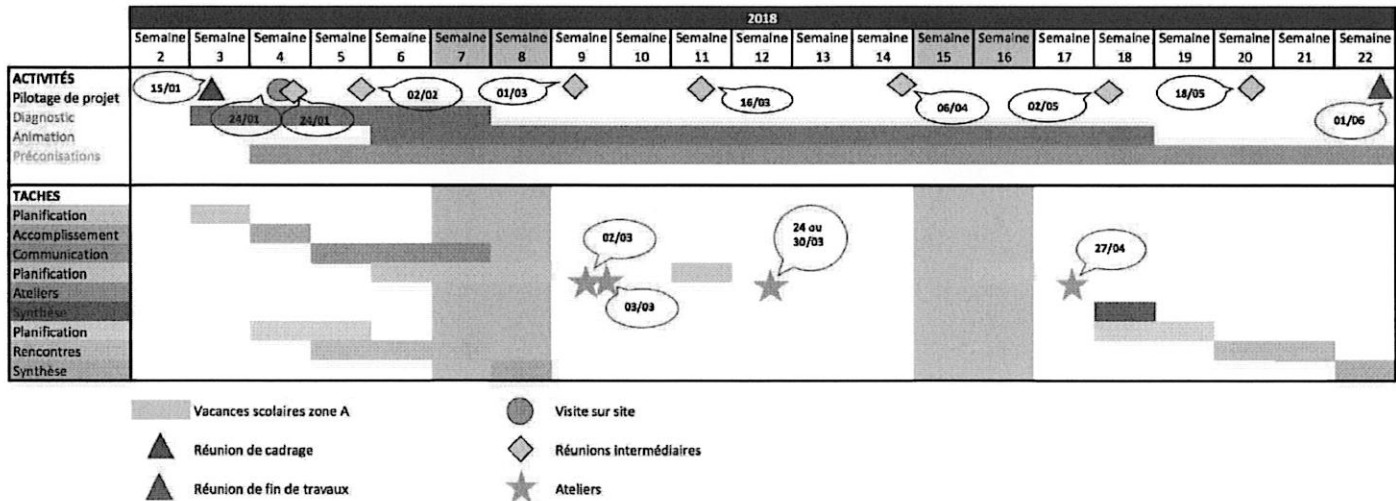 2018
Semaine 2 Semaine 3 Semaine 4 Semaine 5 Semaine 6 Semaine 7 Semaine 8 Semaine 9 Semaine 10 Semaine 11 Semaine 12 Semaine 13 Semaine 14 Semaine 15 Semaine 16 Semaine 17 Semaine 18 Semaine 19 Semaine 20 Semaine 21 Semaine 22
ACTIVITÉS
15/01
Pilotage de projet
02/02
01/03
16/03
06/04
02/05
18/05
01/06
Diagnostic
24/01
24/01
Animation
Préconisations
TACHES
Planification
Accomplissement
Communication
Planification
Ateliers
Synthèse
Planification
Rencontres
Synthèse
02/03
03/03
24 ou
30/03
27/04
Vacances scolaires zone A
Visite sur site
Réunion de cadrage
Réunions intermédiaires
Réunion de fin de travaux
Ateliers